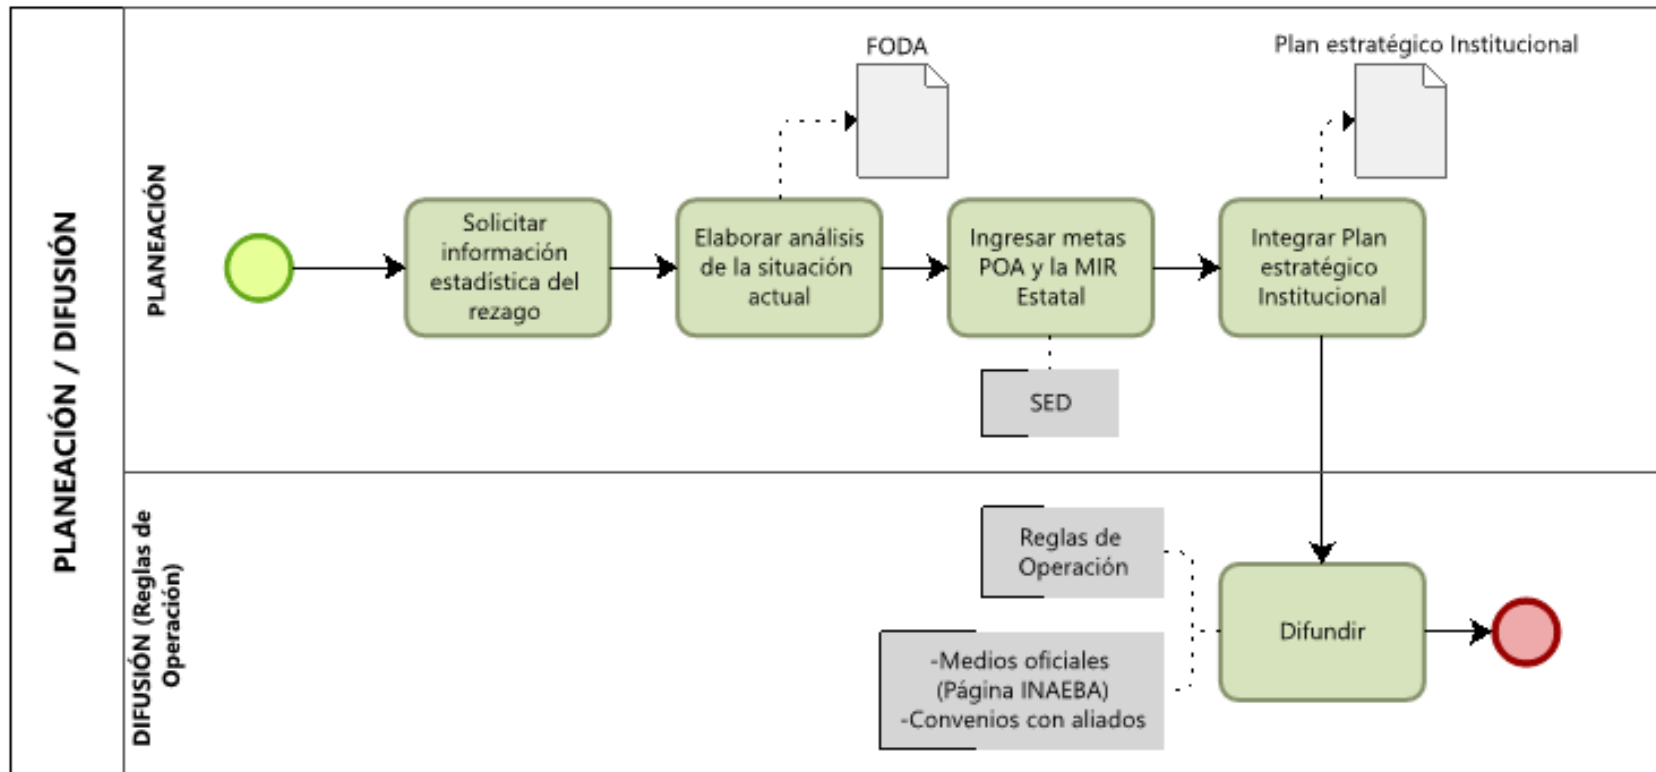 PLANEACIÓN / DIFUSIÓN
PLANEACIÓN
FODA
Plan estratégico Institucional
Solicitar
información
estadística del
rezago
Elaborar análisis
de la situación
actual
Ingresar metas
POA y la MIR
Estatal
Integrar Plan
estratégico
Institucional
SED
DIFUSIÓN (Reglas de
Operación)
Reglas de
Operación
-Medios oficiales
(Página INAEBA)
-Convenios con aliados
Difundir